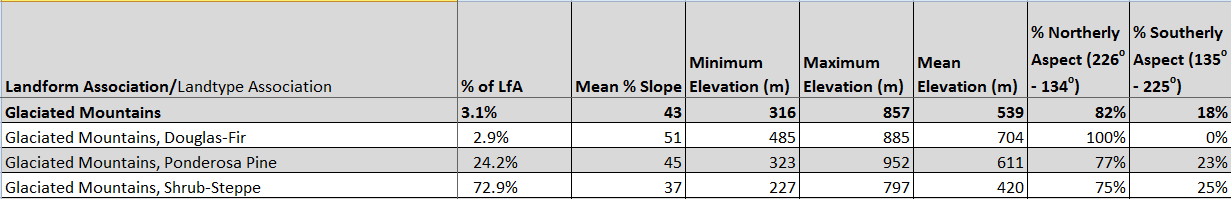 Landform Association/Landtype Association | % of LfA | Mean % Slope | Minimum Elevation (m) | Maximum Elevation (m) | Mean Elevation (m) | % Northerly Aspect (226° - 134°) | % Southerly Aspect (135° - 225°)
Glaciated Mountains | 3.1% | 43 | 316 | 857 | 539 | 82% | 18%
Glaciated Mountains, Douglas-Fir | 2.9% | 51 | 485 | 885 | 704 | 100% | 0%
Glaciated Mountains, Ponderosa Pine | 24.2% | 45 | 323 | 952 | 611 | 77% | 23%
Glaciated Mountains, Shrub-Steppe | 72.9% | 37 | 227 | 797 | 420 | 75% | 25%